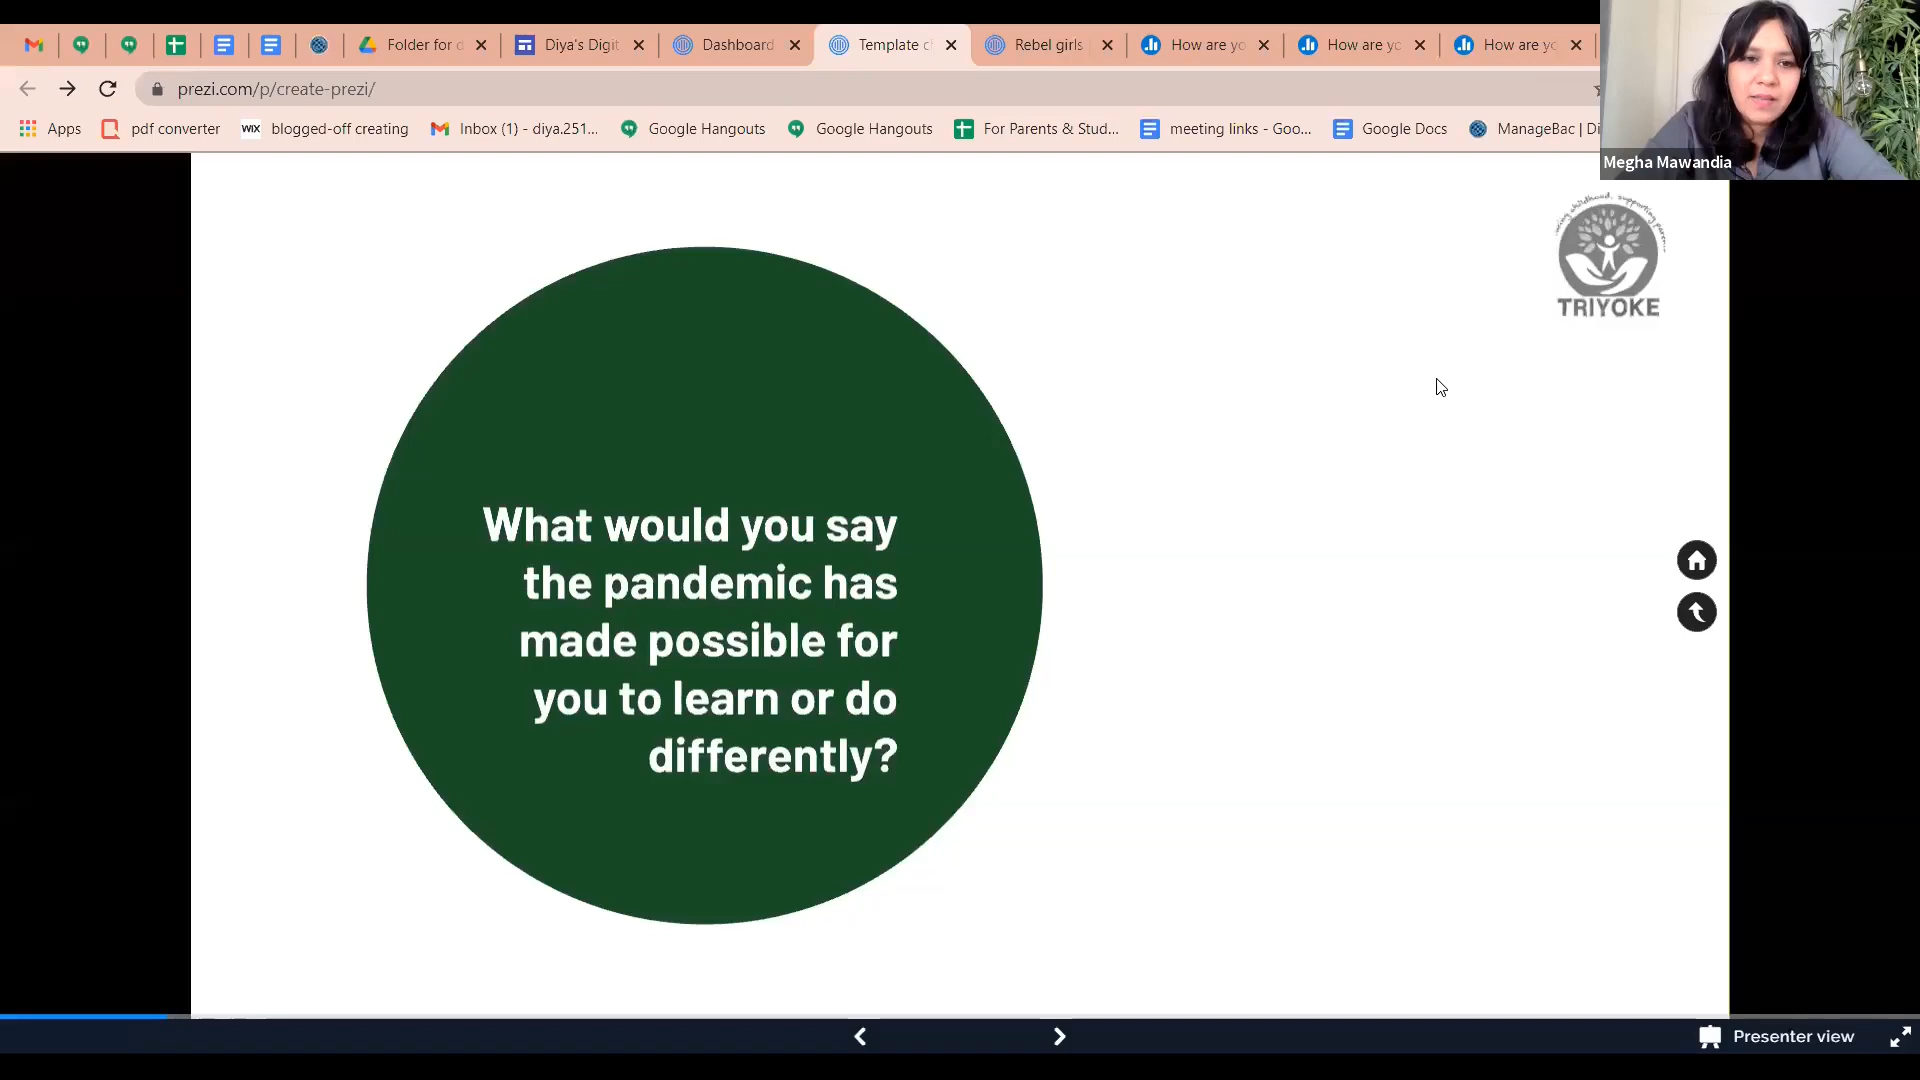 Folder for d
Diya's Digit
Dashboard
Template c
Rebel girls
How are yo
How are yo
How are yo
prezi.com/p/create-prezi/
Apps
pdf converter
WiX
blogged-off creating
Inbox (1) - diya.251...
Google Hangouts
Google Hangouts
For Parents & Stud...
meeting links - Goo...
Google Docs
ManageBac | Di
Megha Mawandia
TRIYOKE
What would you say
the pandemic has
made possible for
you to learn or do
differently?
Presenter view